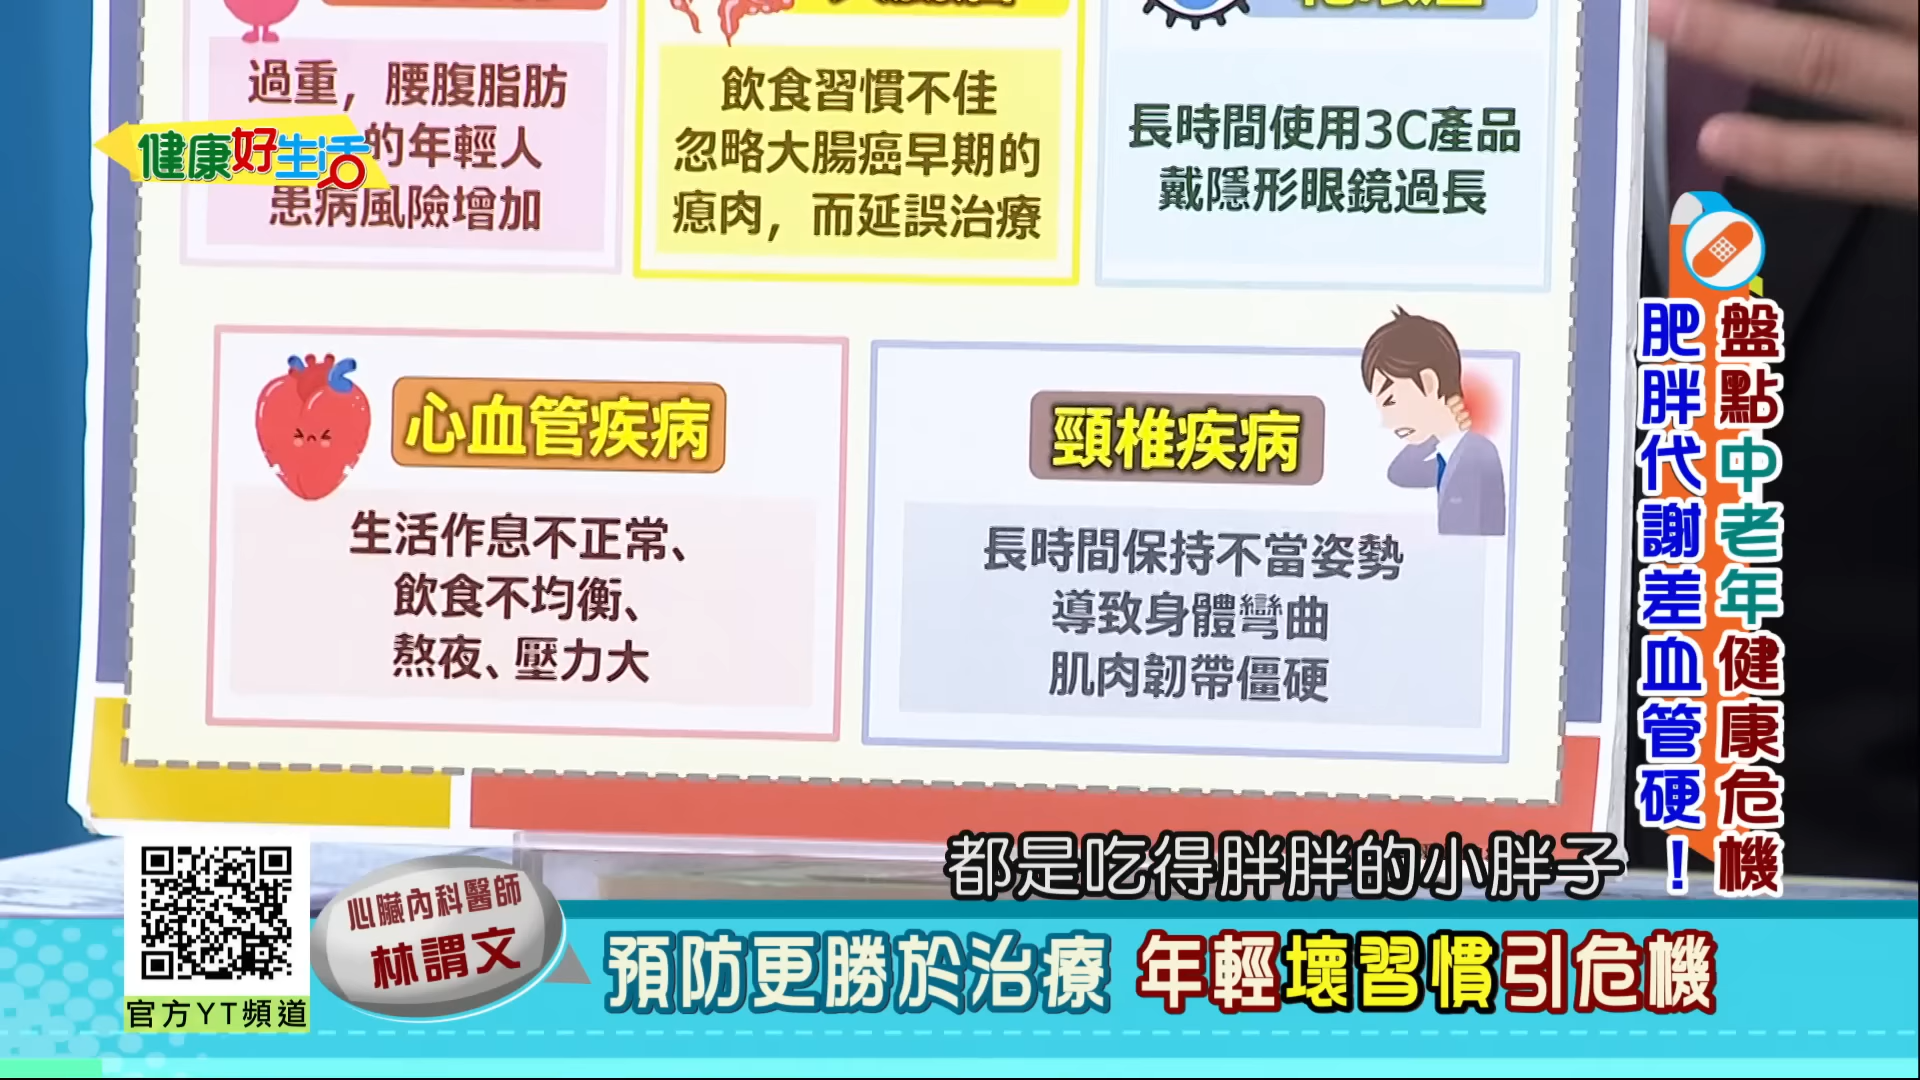 過重，腰腹脂肪
的年輕人
患病風險增加
飲食習慣不佳
忽略大腸癌早期的
瘜肉，而延誤治療
長時間使用3C產品
戴隱形眼鏡過長
健康好生活
心血管疾病
生活作息不正常、
飲食不均衡、
熬夜、壓力大
頸椎疾病
長時間保持不當姿勢
導致身體彎曲
肌肉韌帶僵硬
盤點中老年健康危機
肥胖代謝差血管硬！
都是吃得胖胖的小胖子
心臟內科醫師
林謂文
預防更勝於治療 年輕壞習慣引危機
官方YT頻道